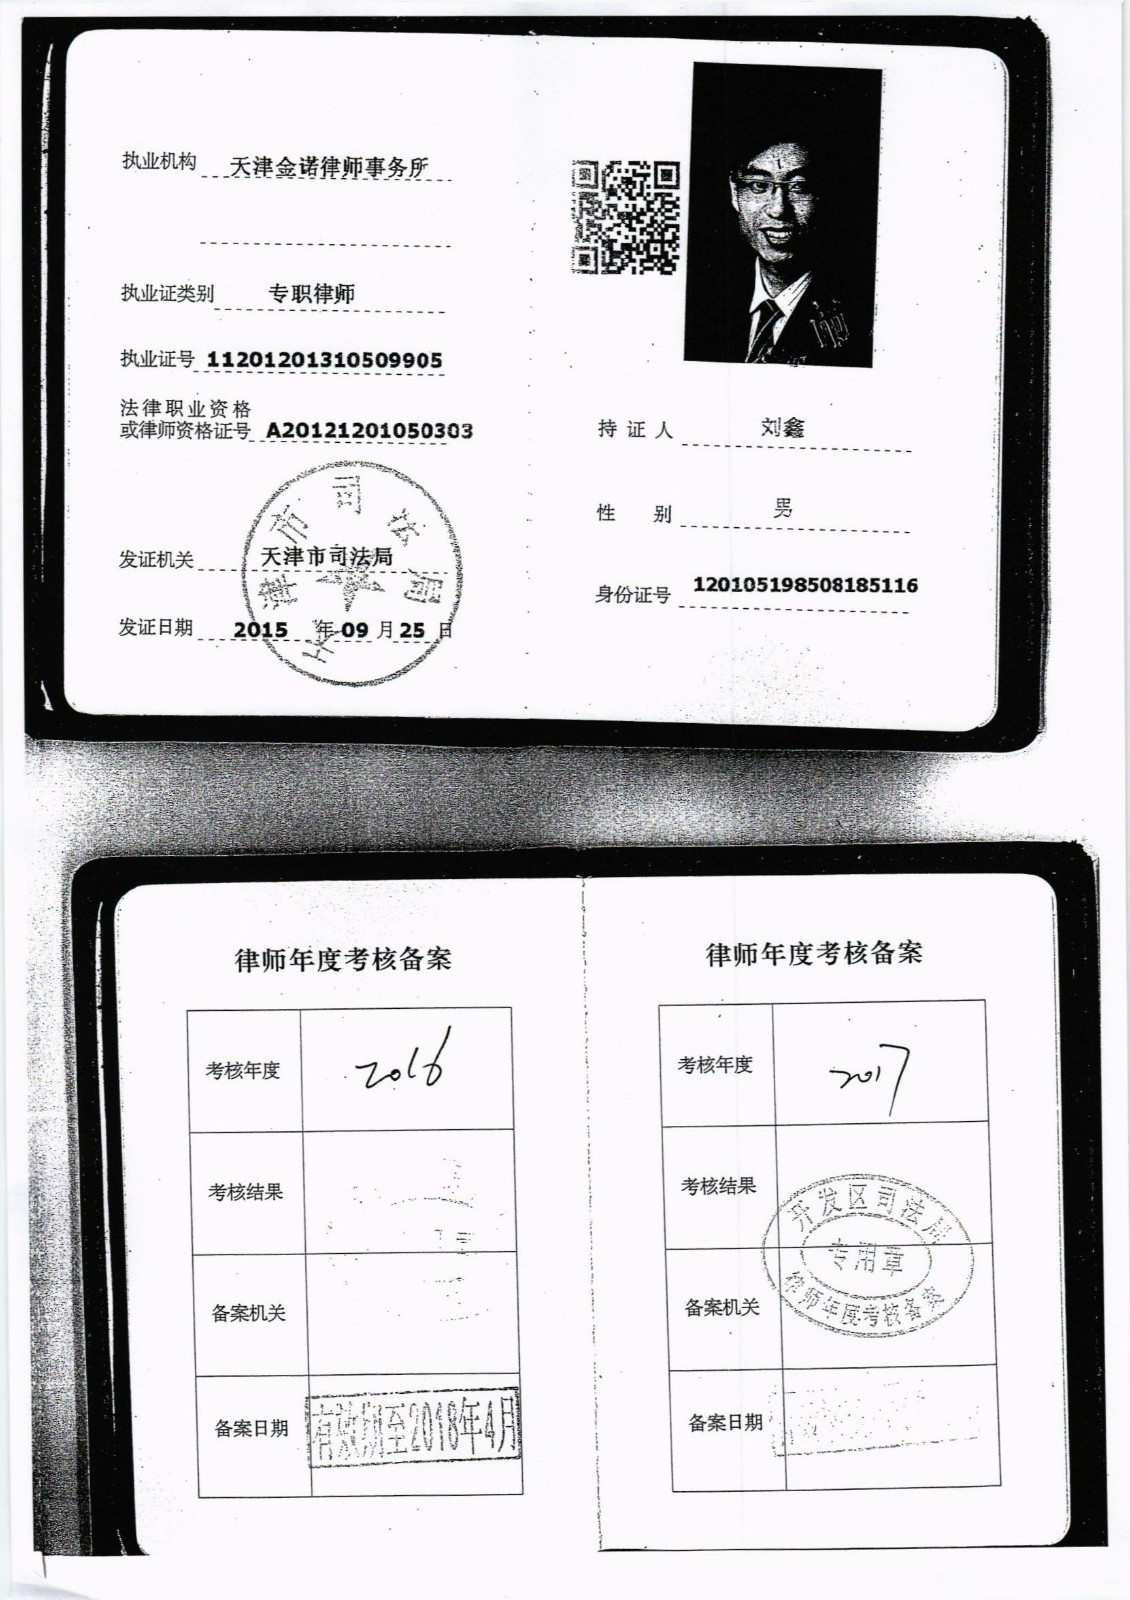 执业机构 天津金诺律师事务所
执业证类别 专职律师
执业证号 11201201310509905
法律职业资格
或律师资格证号 A20121201050303
天津市司法局
发证机关 天津市司法局
发证日期 2015 年 09 月 25 日
持证人 刘鑫
性别 男
身份证号 120105198508185116
律师年度考核备案
考核年度 2016
考核结果
备案机关
备案日期 有效期至2018年4月
律师年度考核备案
考核年度 2017
考核结果
开发区司法局
专用章
律师年度考核备案
备案机关
备案日期